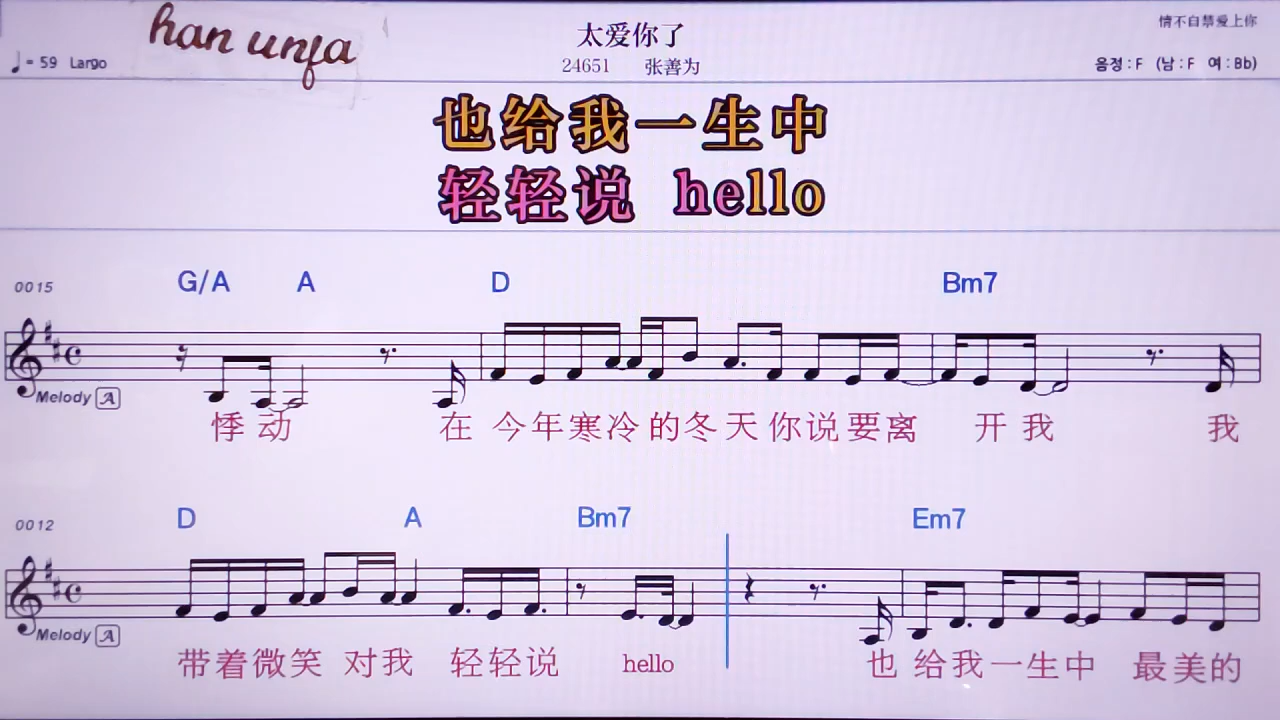 han unfa
太爱你了
情不自禁爱上你
♩= 59 Largo
24651 张善为
음정 : F (남 : F 여 : Bb)
也给我一生中
轻轻说 hello
0015
G/A A D Bm7
Melody A
悸动 在 今年寒冷的冬天你说要离 开我 我
0012
D A Bm7 Em7
Melody A
带着微笑 对我 轻轻说 hello 也 给我一生中 最美的